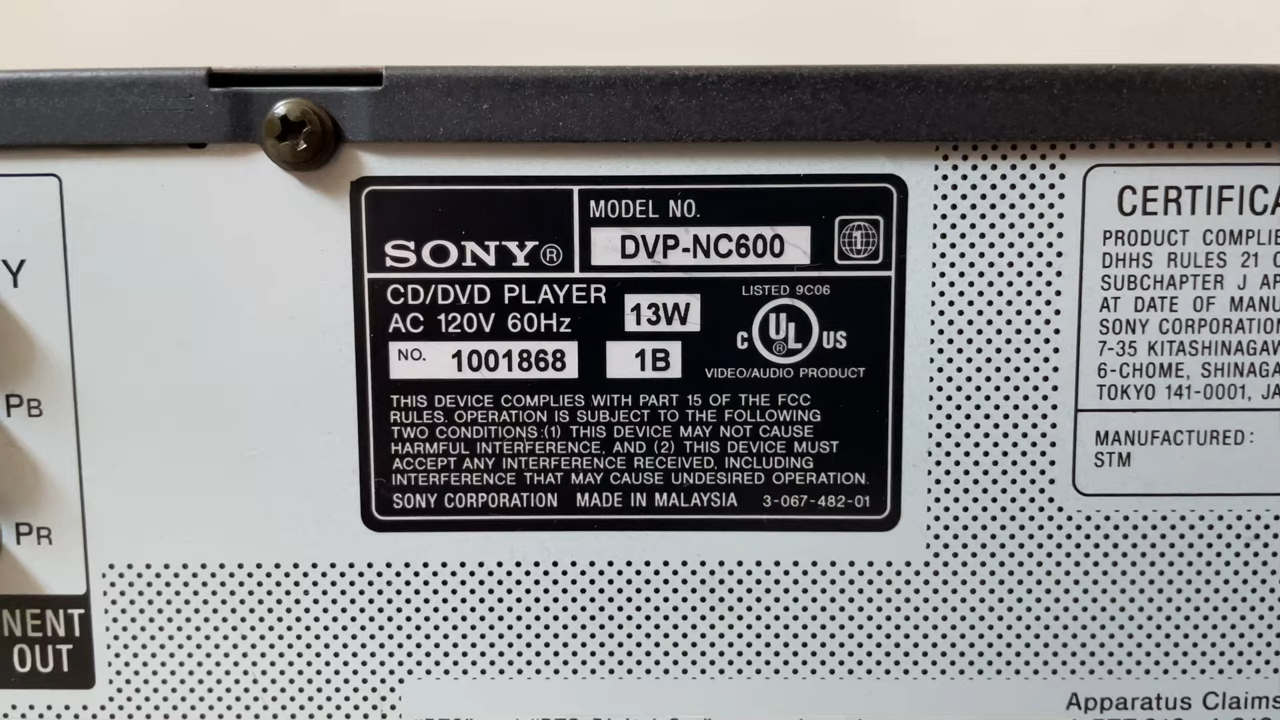 Y
PB
PR
NENT
OUT
SONY®
MODEL NO.
DVP-NC600
1
CD/DVD PLAYER
AC 120V 60Hz
13W
NO. 1001868
1B
LISTED 9C06
C UL® US
VIDEO/AUDIO PRODUCT
THIS DEVICE COMPLIES WITH PART 15 OF THE FCC
RULES. OPERATION IS SUBJECT TO THE FOLLOWING
TWO CONDITIONS:(1) THIS DEVICE MAY NOT CAUSE
HARMFUL INTERFERENCE, AND (2) THIS DEVICE MUST
ACCEPT ANY INTERFERENCE RECEIVED, INCLUDING
INTERFERENCE THAT MAY CAUSE UNDESIRED OPERATION.
SONY CORPORATION MADE IN MALAYSIA 3-067-482-01
CERTIFICA
PRODUCT COMPLIE
DHHS RULES 21 C
SUBCHAPTER J AP
AT DATE OF MANU
SONY CORPORATION
7-35 KITASHINAGAW
6-CHOME, SHINAGA
TOKYO 141-0001, JA
MANUFACTURED:
STM
Apparatus Claims